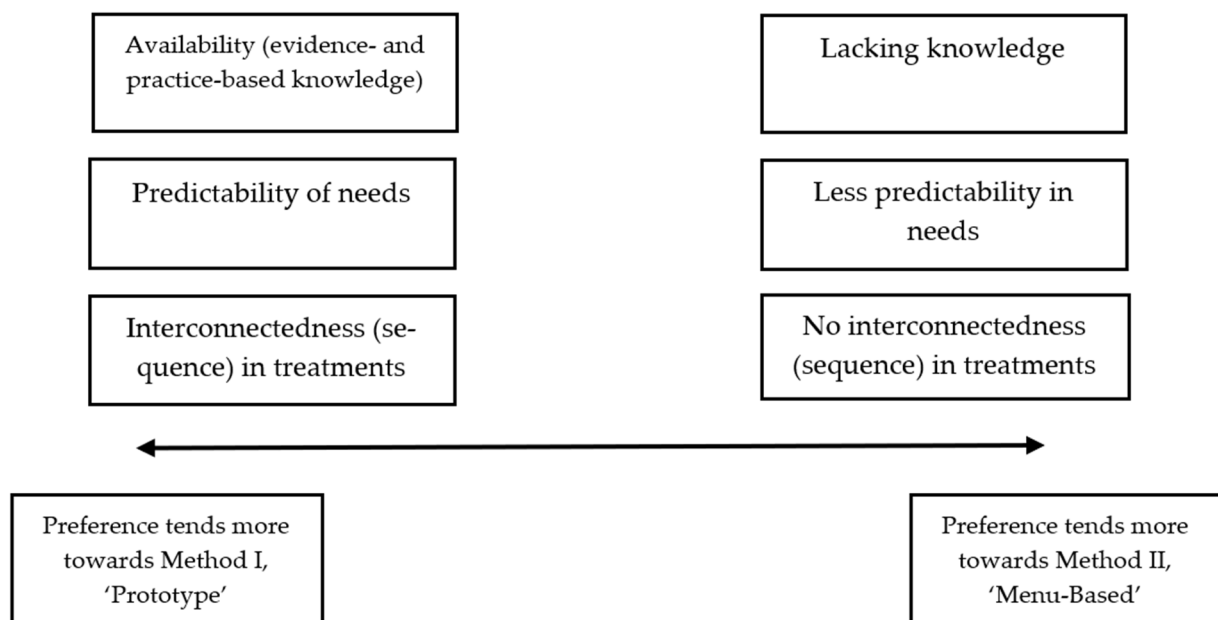 Availability (evidence- and
practice-based knowledge)
Lacking knowledge
Predictability of needs
Less predictability in
needs
Interconnectedness (se-
quence) in treatments
No interconnectedness
(sequence) in treatments
Preference tends more
towards Method I,
‘Prototype’
Preference tends more
towards Method II,
‘Menu-Based’